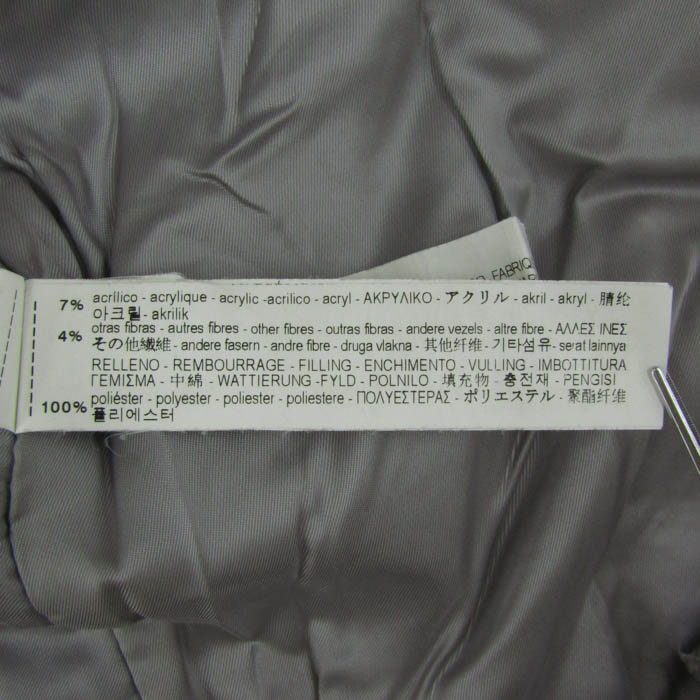 FABRIQ
7% acrílico - acrylique - acrylic - acrilico - acryl - ΑΚΡΥΛΙΚΟ - アクリル - akril - akryl - 腈纶
아크릴 - akrilik
4% otras fibras - autres fibres - other fibres - outras fibras - andere vezels - altre fibre - ΑΛΛΕΣ ΙΝΕΣ
その他繊維 - andere fasern - andre fibre - druga vlakna - 其他纤维 - 기타섬유 - serat lainnya
RELLENO - REMBOURRAGE - FILLING - ENCHIMENTO - VULLING - IMBOTTITURA
ΓΕΜΙΣΜΑ - 中綿 - WATTIERUNG - FYLD - POLNILO - 填充物 - 충전재 - PENGISI
100% poliéster - polyester - polyester - poliester - poliestere - ΠΟΛΥΕΣΤΕΡΑΣ - ポリエステル - 聚酯纤维
폴리에스터